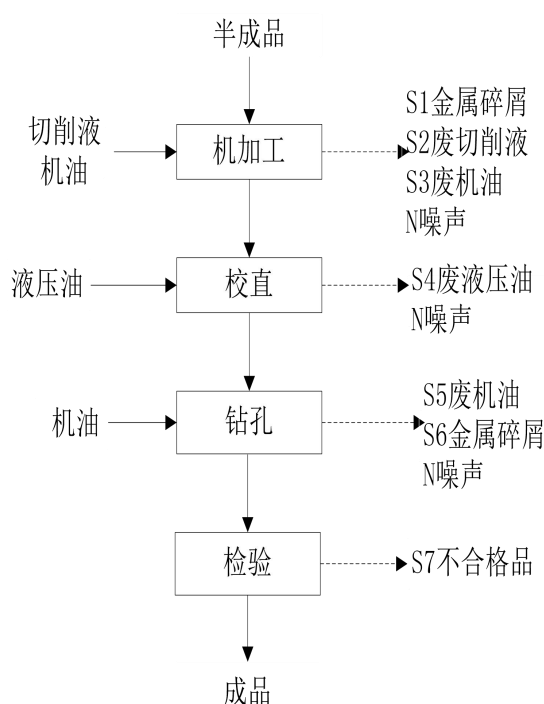 半成品
切削液
机油
机加工
S1金属碎屑
S2废切削液
S3废机油
N噪声
液压油
校直
S4废液压油
N噪声
机油
钻孔
S5废机油
S6金属碎屑
N噪声
检验
S7不合格品
成品